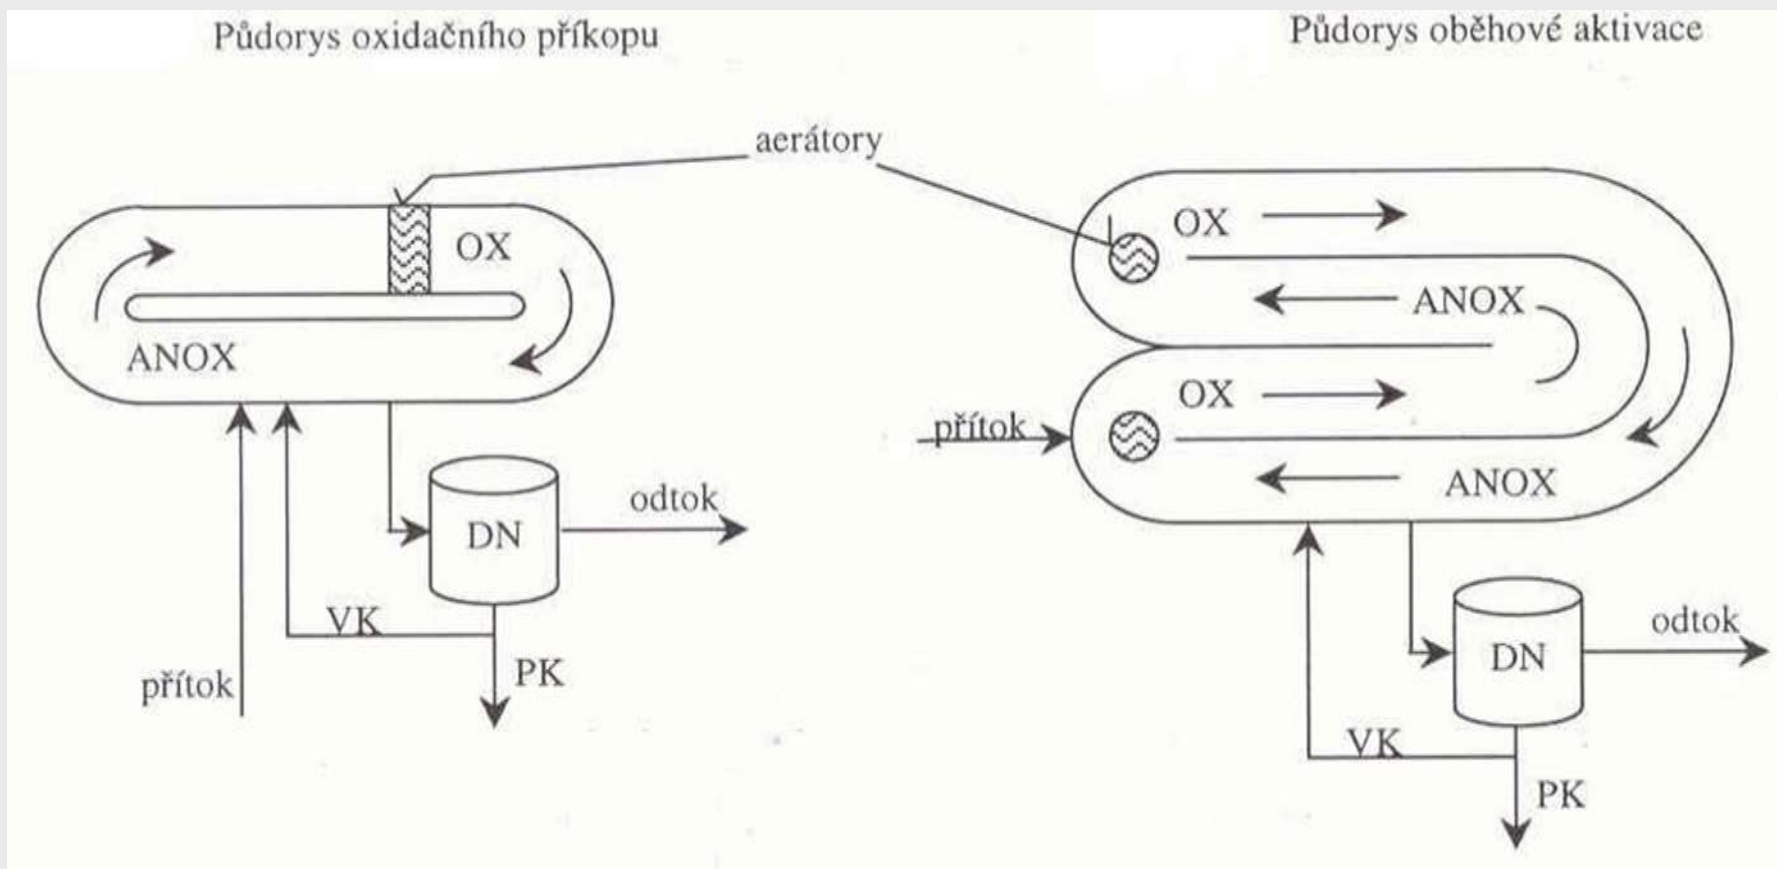 Půdorys oxidačního příkopu
Půdorys oběhové aktivace
aerátory
OX
ANOX
DN
odtok
VK
PK
přítok
OX
ANOX
OX
přítok
ANOX
DN
odtok
VK
PK